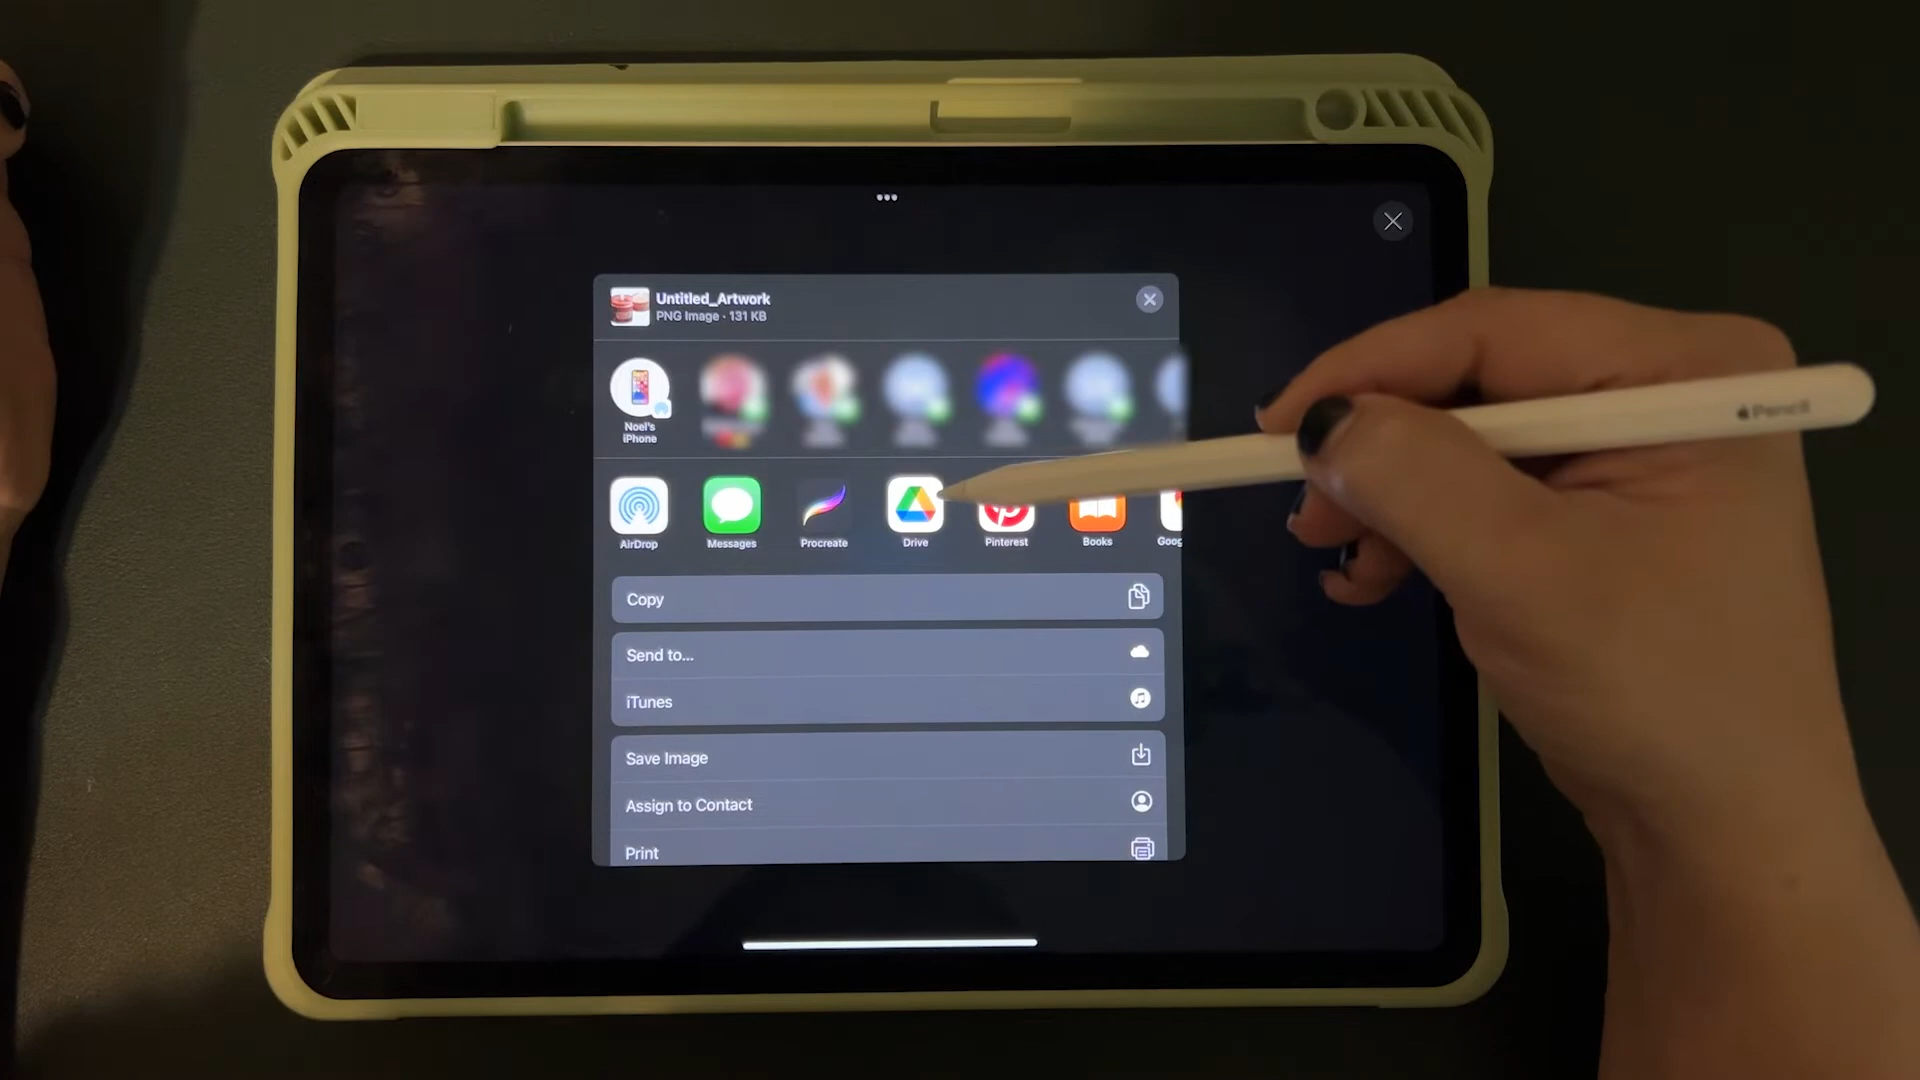 Untitled_Artwork
PNG Image · 131 KB
Noel's
iPhone
AirDrop
Messages
Procreate
Drive
Pinterest
Books
Goog
Copy
Send to...
iTunes
Save Image
Assign to Contact
Print
Pencil